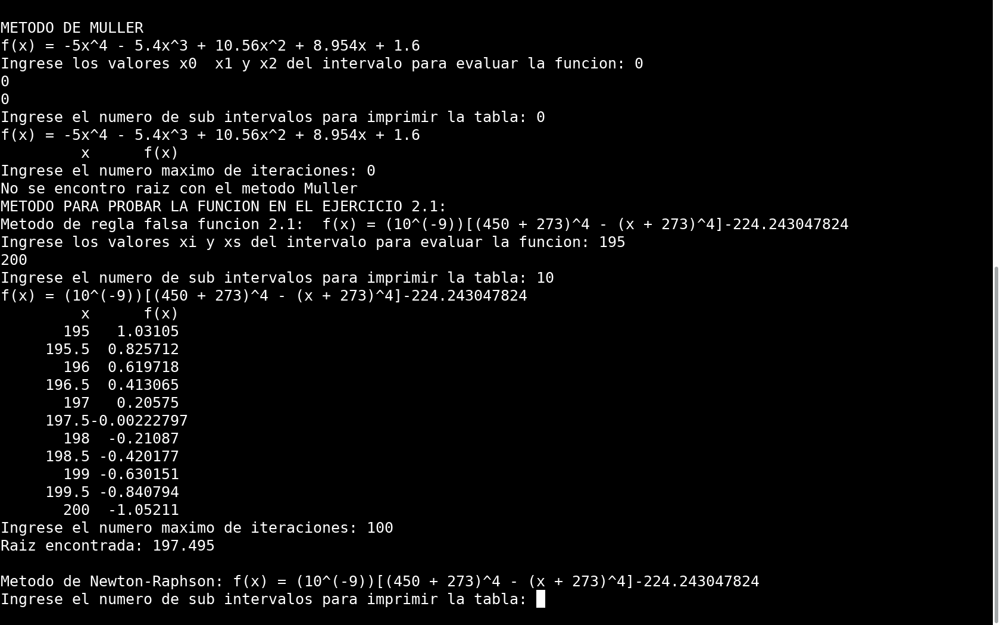 METODO DE MULLER
f(x) = -5x^4 - 5.4x^3 + 10.56x^2 + 8.954x + 1.6
Ingrese los valores x0  x1 y x2 del intervalo para evaluar la funcion: 0
0
0
Ingrese el numero de sub intervalos para imprimir la tabla: 0
f(x) = -5x^4 - 5.4x^3 + 10.56x^2 + 8.954x + 1.6
         x      f(x)
Ingrese el numero maximo de iteraciones: 0
No se encontro raiz con el metodo Muller
METODO PARA PROBAR LA FUNCION EN EL EJERCICIO 2.1:
Metodo de regla falsa funcion 2.1:  f(x) = (10^(-9))[(450 + 273)^4 - (x + 273)^4]-224.243047824
Ingrese los valores xi y xs del intervalo para evaluar la funcion: 195
200
Ingrese el numero de sub intervalos para imprimir la tabla: 10
f(x) = (10^(-9))[(450 + 273)^4 - (x + 273)^4]-224.243047824
         x      f(x)
       195   1.03105
     195.5  0.825712
       196  0.619718
     196.5  0.413065
       197   0.20575
     197.5-0.00222797
       198  -0.21087
     198.5 -0.420177
       199 -0.630151
     199.5 -0.840794
       200  -1.05211
Ingrese el numero maximo de iteraciones: 100
Raiz encontrada: 197.495
Metodo de Newton-Raphson: f(x) = (10^(-9))[(450 + 273)^4 - (x + 273)^4]-224.243047824
Ingrese el numero de sub intervalos para imprimir la tabla: